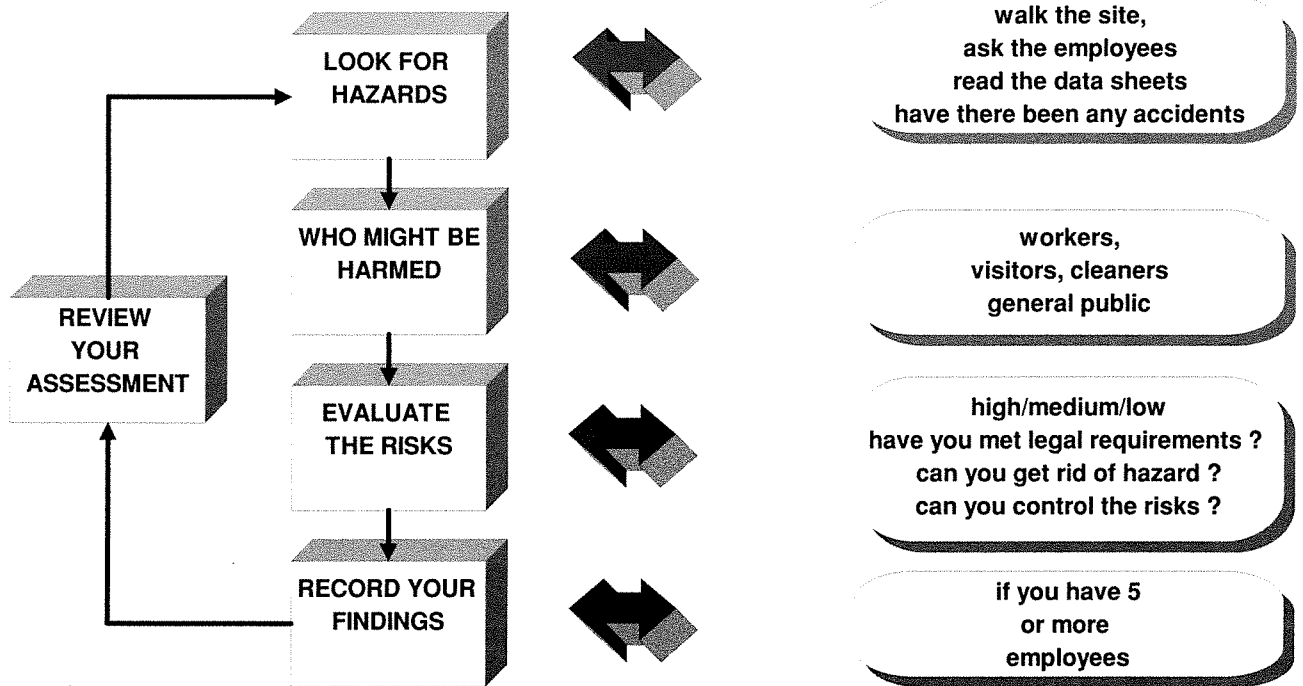 LOOK FOR
HAZARDS
walk the site,
ask the employees
read the data sheets
have there been any accidents
WHO MIGHT BE
HARMED
workers,
visitors, cleaners
general public
REVIEW
YOUR
ASSESSMENT
EVALUATE
THE RISKS
high/medium/low
have you met legal requirements ?
can you get rid of hazard ?
can you control the risks ?
RECORD YOUR
FINDINGS
if you have 5
or more
employees